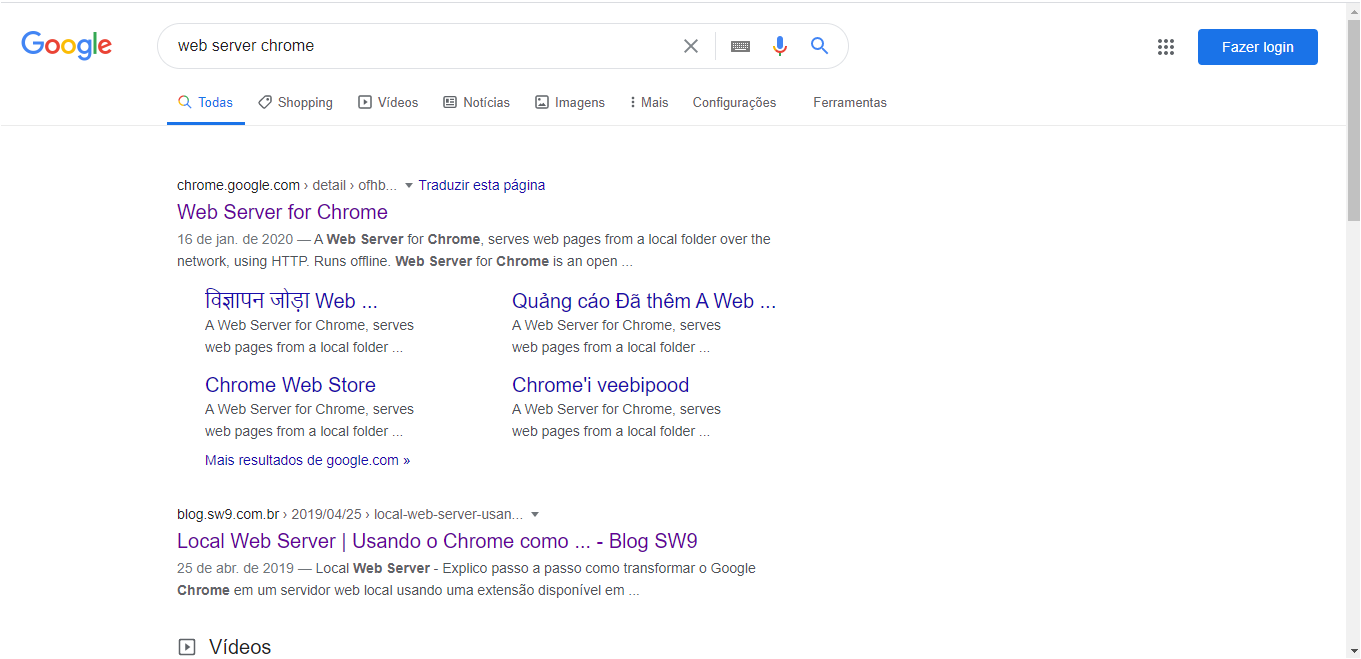 Google
web server chrome
Fazer login
Todas Shopping Vídeos Notícias Imagens Mais Configurações Ferramentas
chrome.google.com › detail › ofhb... Traduzir esta página
Web Server for Chrome
16 de jan. de 2020 — A Web Server for Chrome, serves web pages from a local folder over the
network, using HTTP. Runs offline. Web Server for Chrome is an open ...
विज्ञापन जोड़ा Web ...
A Web Server for Chrome, serves
web pages from a local folder ...
Quảng cáo Đã thêm A Web ...
A Web Server for Chrome, serves
web pages from a local folder ...
Chrome Web Store
A Web Server for Chrome, serves
web pages from a local folder ...
Chrome'i veebipood
A Web Server for Chrome, serves
web pages from a local folder ...
Mais resultados de google.com »
blog.sw9.com.br › 2019/04/25 › local-web-server-usan...
Local Web Server | Usando o Chrome como ... - Blog SW9
25 de abr. de 2019 — Local Web Server - Explico passo a passo como transformar o Google
Chrome em um servidor web local usando uma extensão disponível em ...
Vídeos